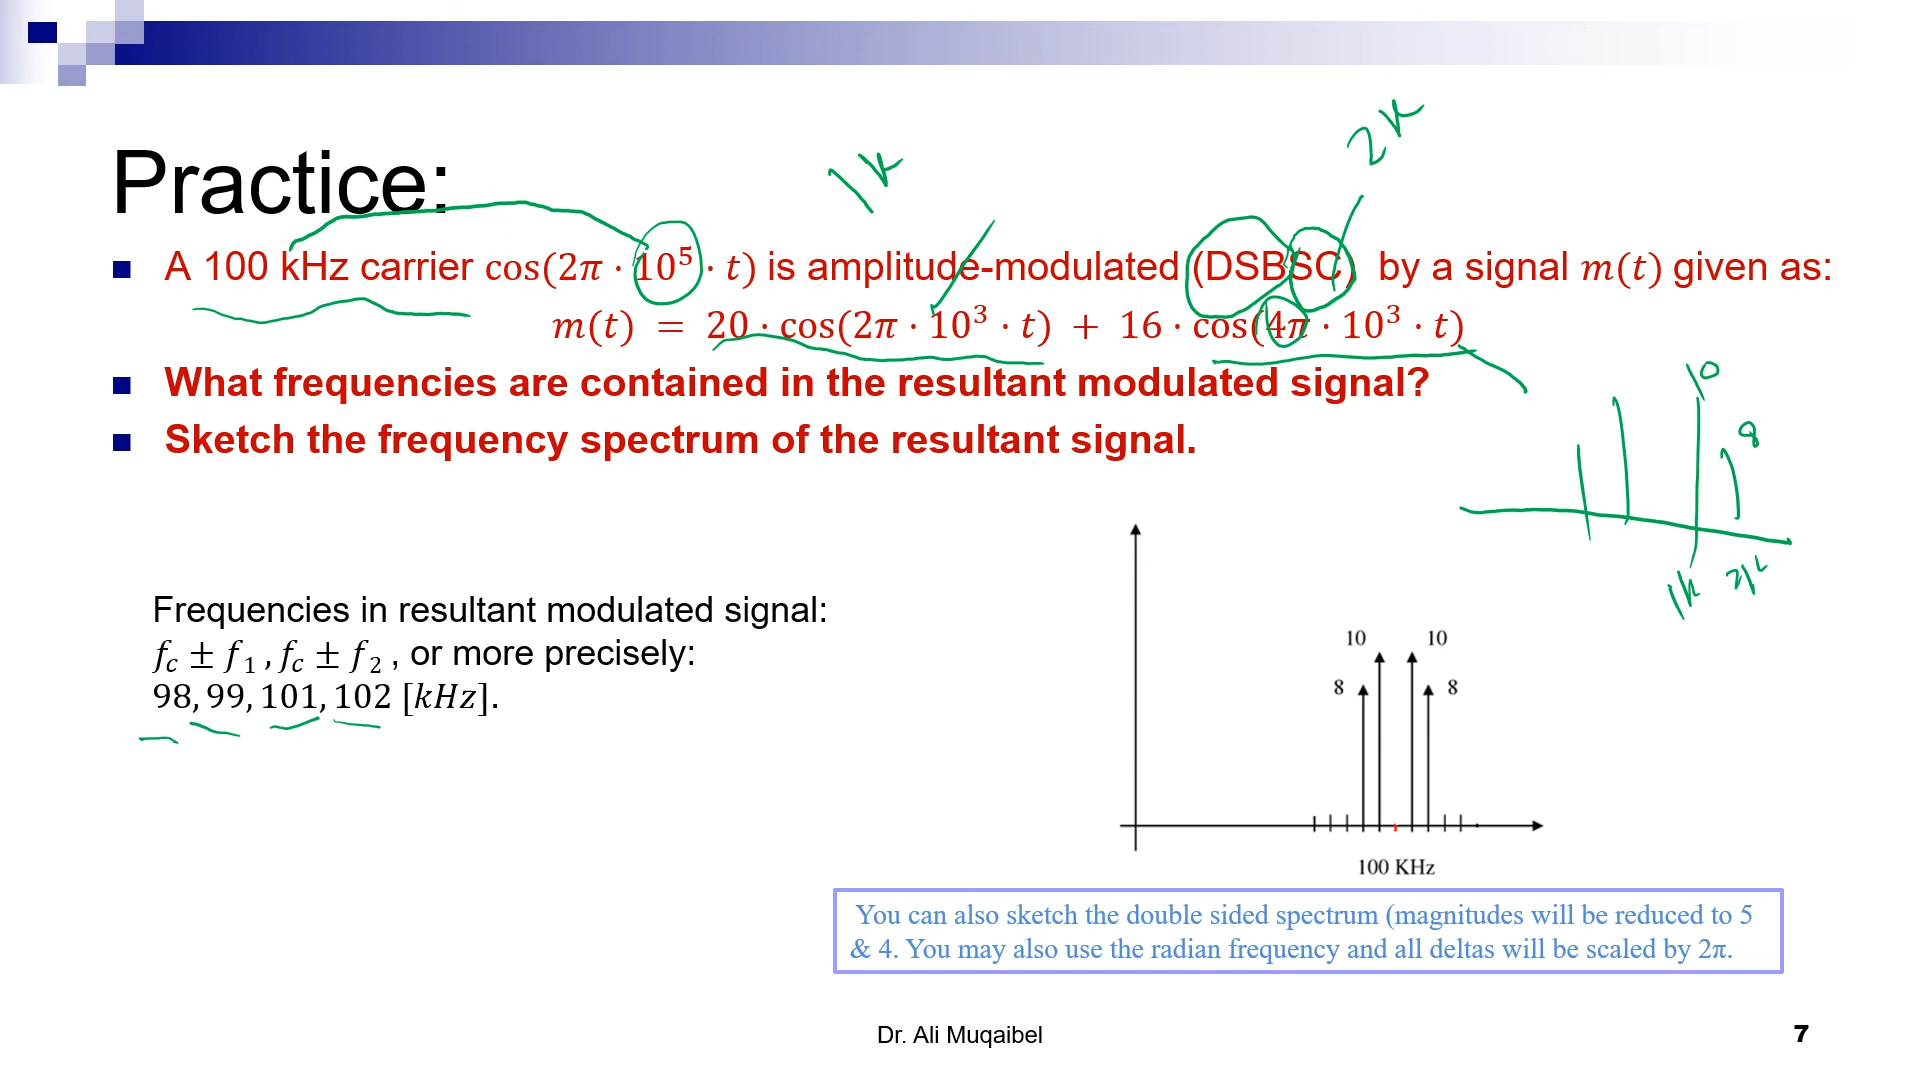 1K
2K
Practice:
A 100 kHz carrier cos(2π · 10⁵ · t) is amplitude-modulated (DSBSC) by a signal m(t) given as:
m(t) = 20 · cos(2π · 10³ · t) + 16 · cos(4π · 10³ · t)
What frequencies are contained in the resultant modulated signal?
Sketch the frequency spectrum of the resultant signal.
10
8
1k 2k
Frequencies in resultant modulated signal:
f_c ± f₁ , f_c ± f₂ , or more precisely:
98, 99, 101, 102 [kHz].
10 10
8 8
100 KHz
You can also sketch the double sided spectrum (magnitudes will be reduced to 5
& 4. You may also use the radian frequency and all deltas will be scaled by 2π.
Dr. Ali Muqaibel
7